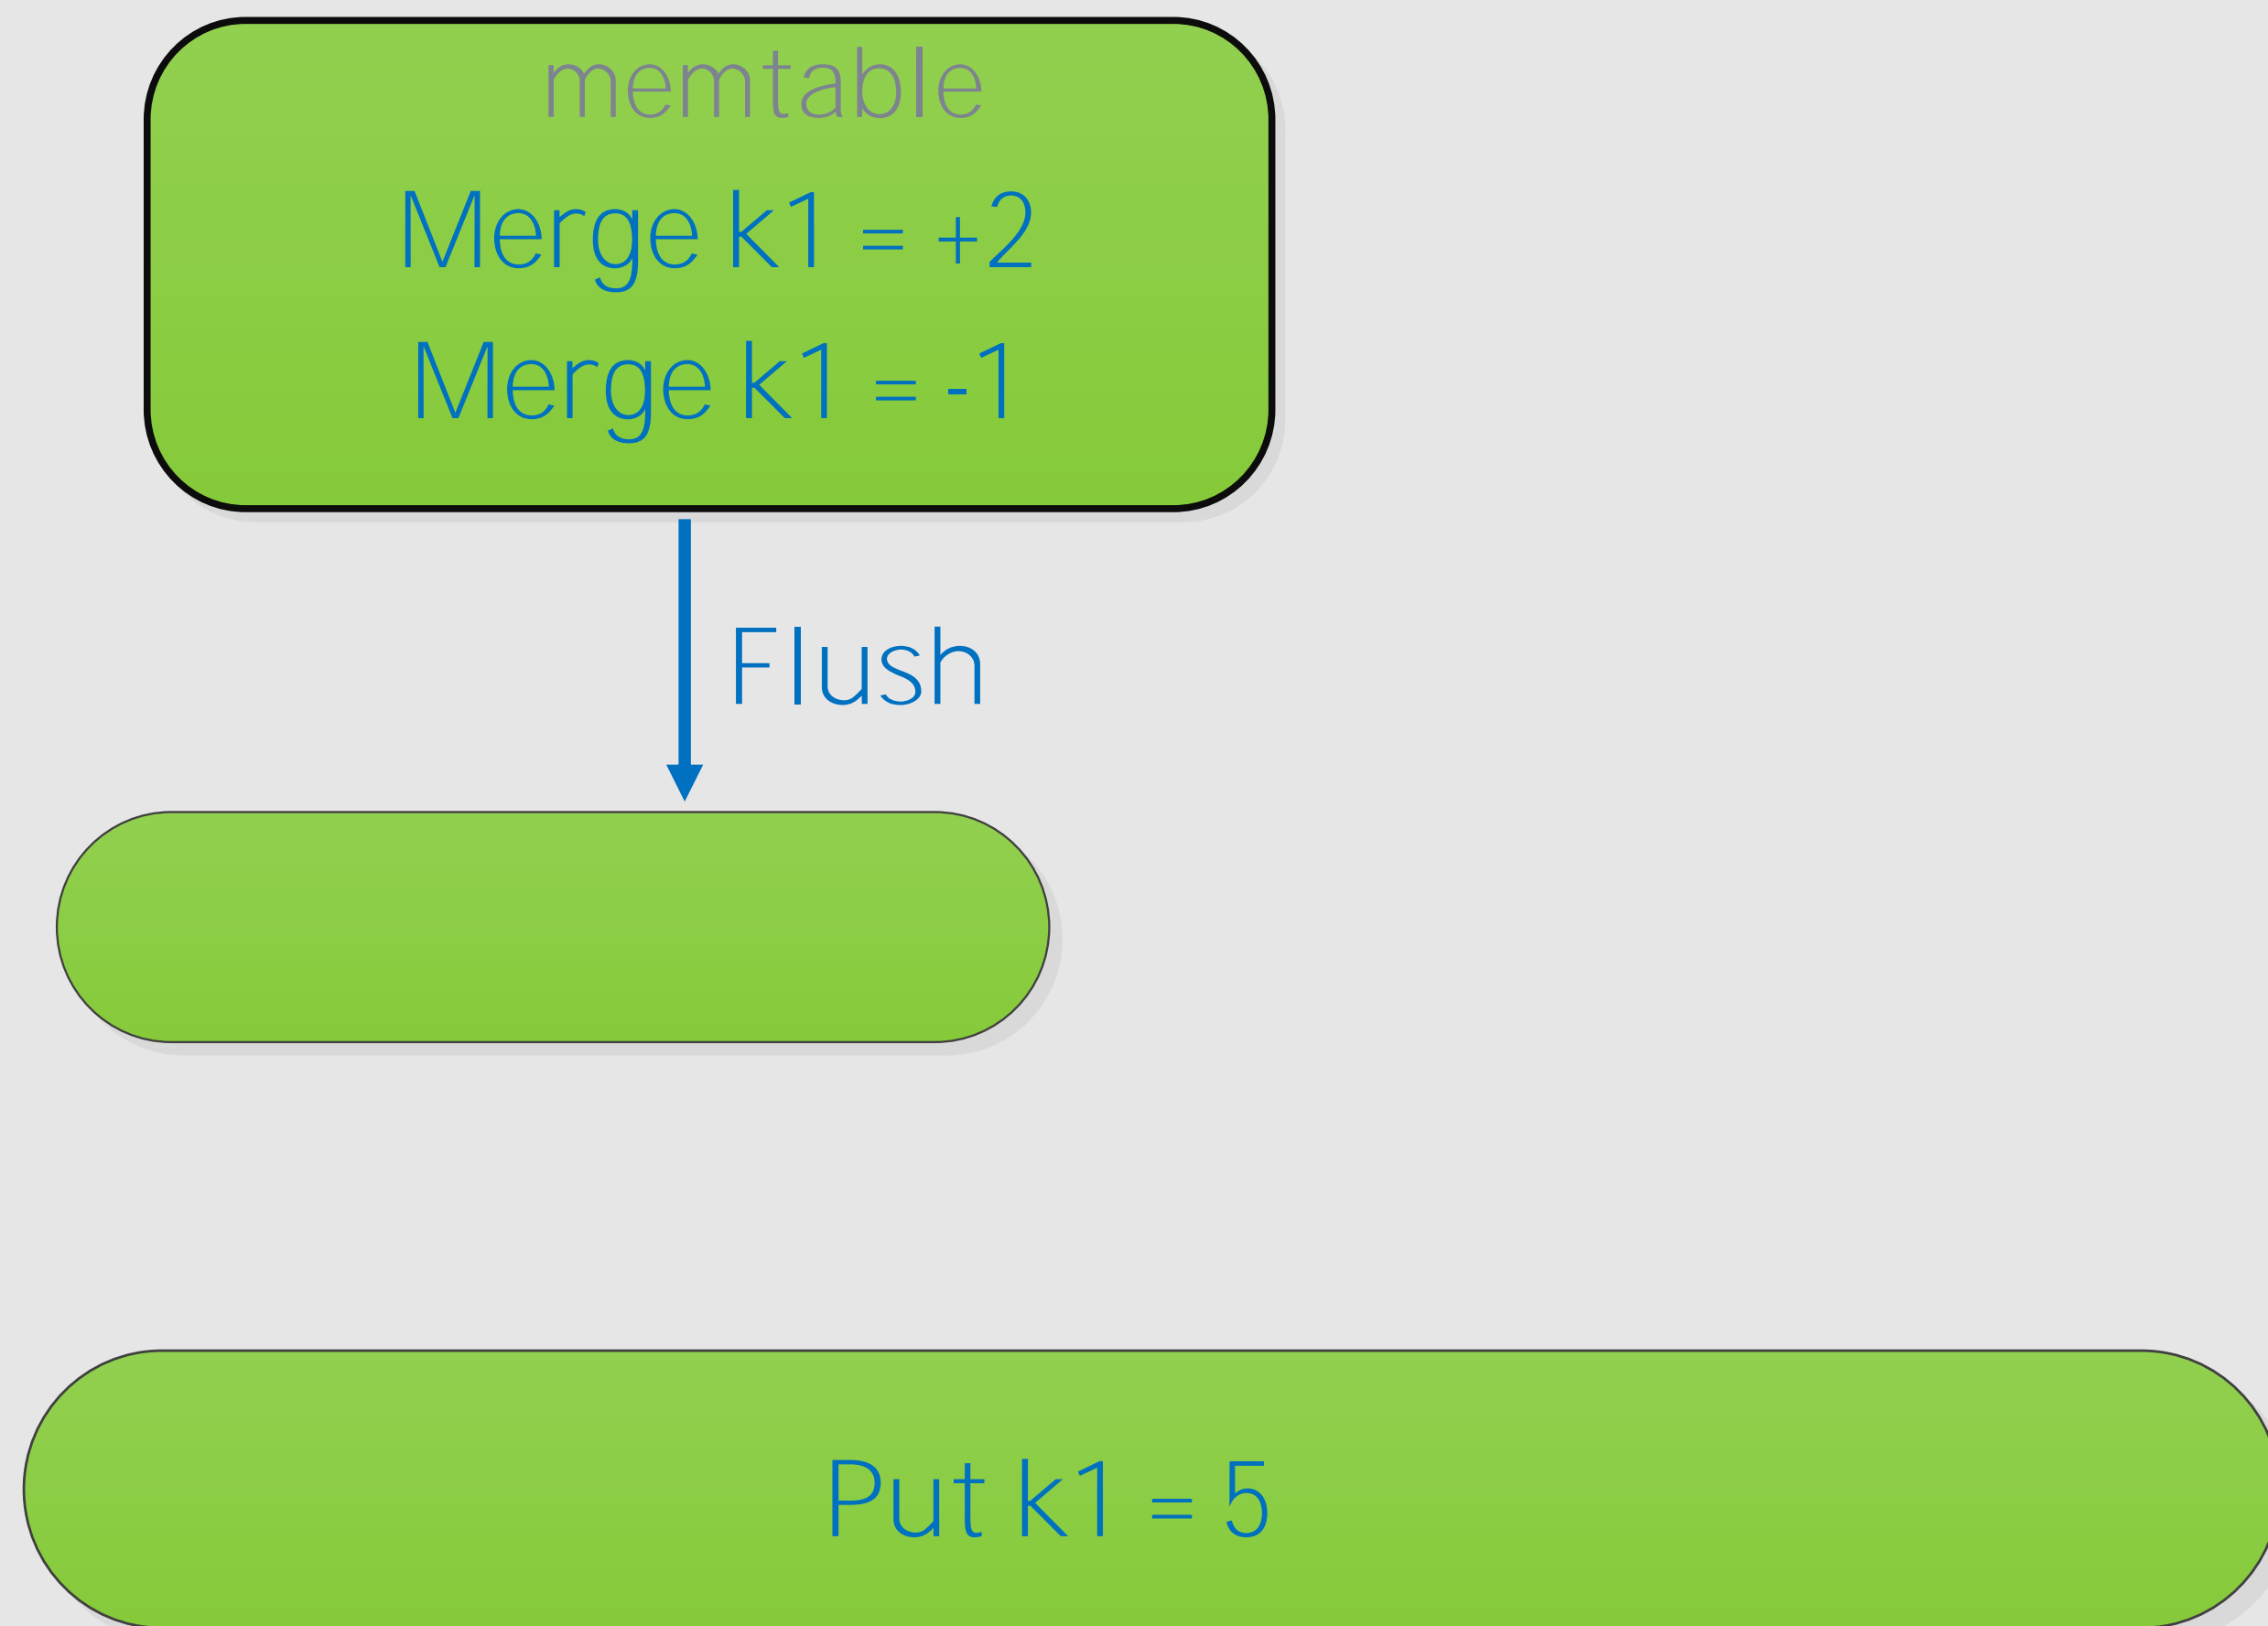 memtable
Merge k1 = +2
Merge k1 = -1
Flush
Put k1 = 5